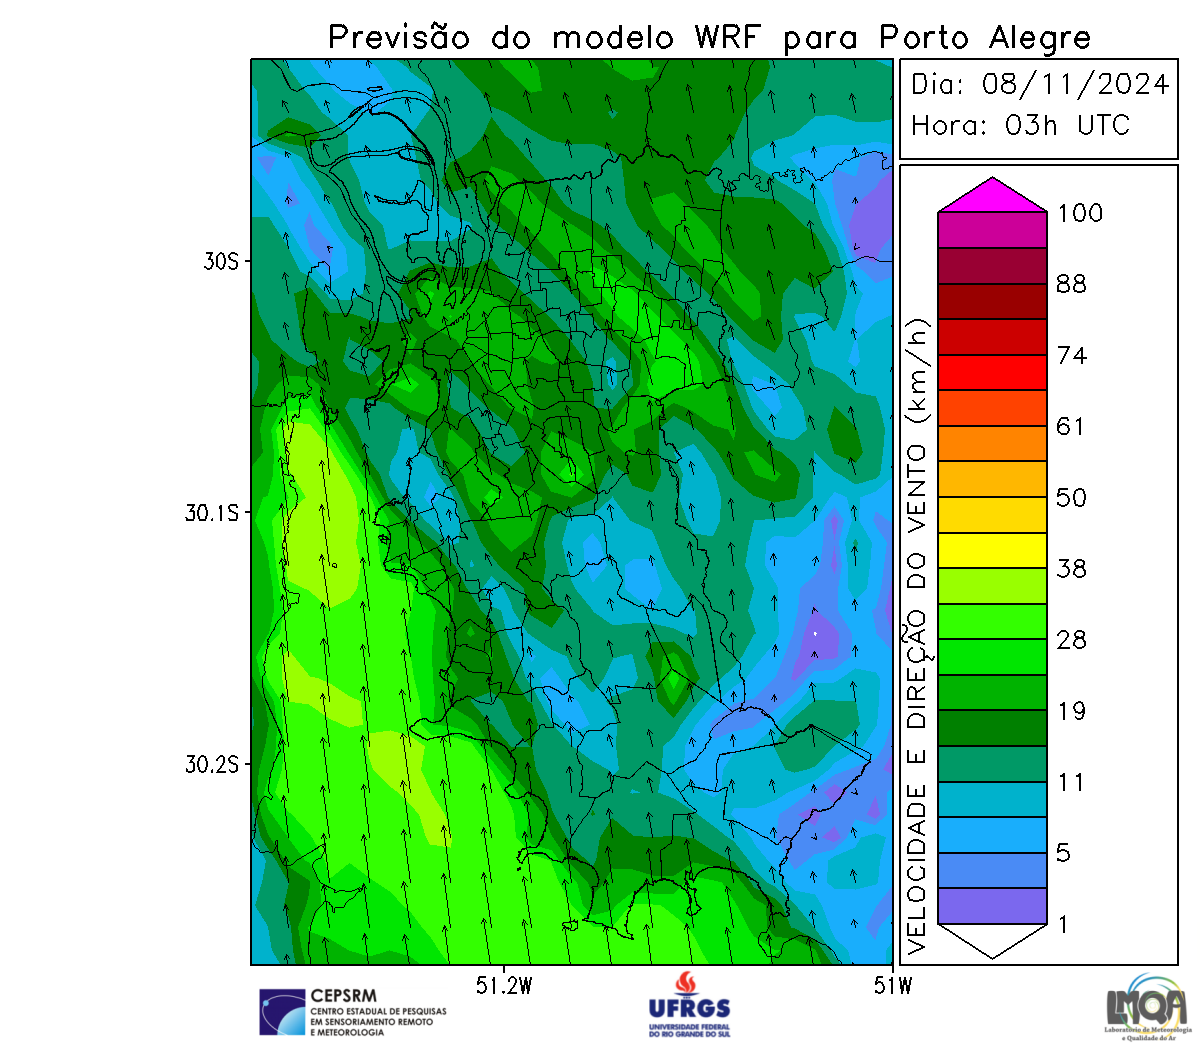 Previsão do modelo WRF para Porto Alegre
Dia: 08/11/2024
Hora: 03h UTC
30S
30.1S
30.2S
51.2W
51W
VELOCIDADE E DIREÇÃO DO VENTO (km/h)
100
88
74
61
50
38
28
19
11
5
1
CEPSRM
CENTRO ESTADUAL DE PESQUISAS
EM SENSORIAMENTO REMOTO
E METEOROLOGIA
UFRGS
UNIVERSIDADE FEDERAL
DO RIO GRANDE DO SUL
LMQA
Laboratório de Meteorologia
e Qualidade do Ar